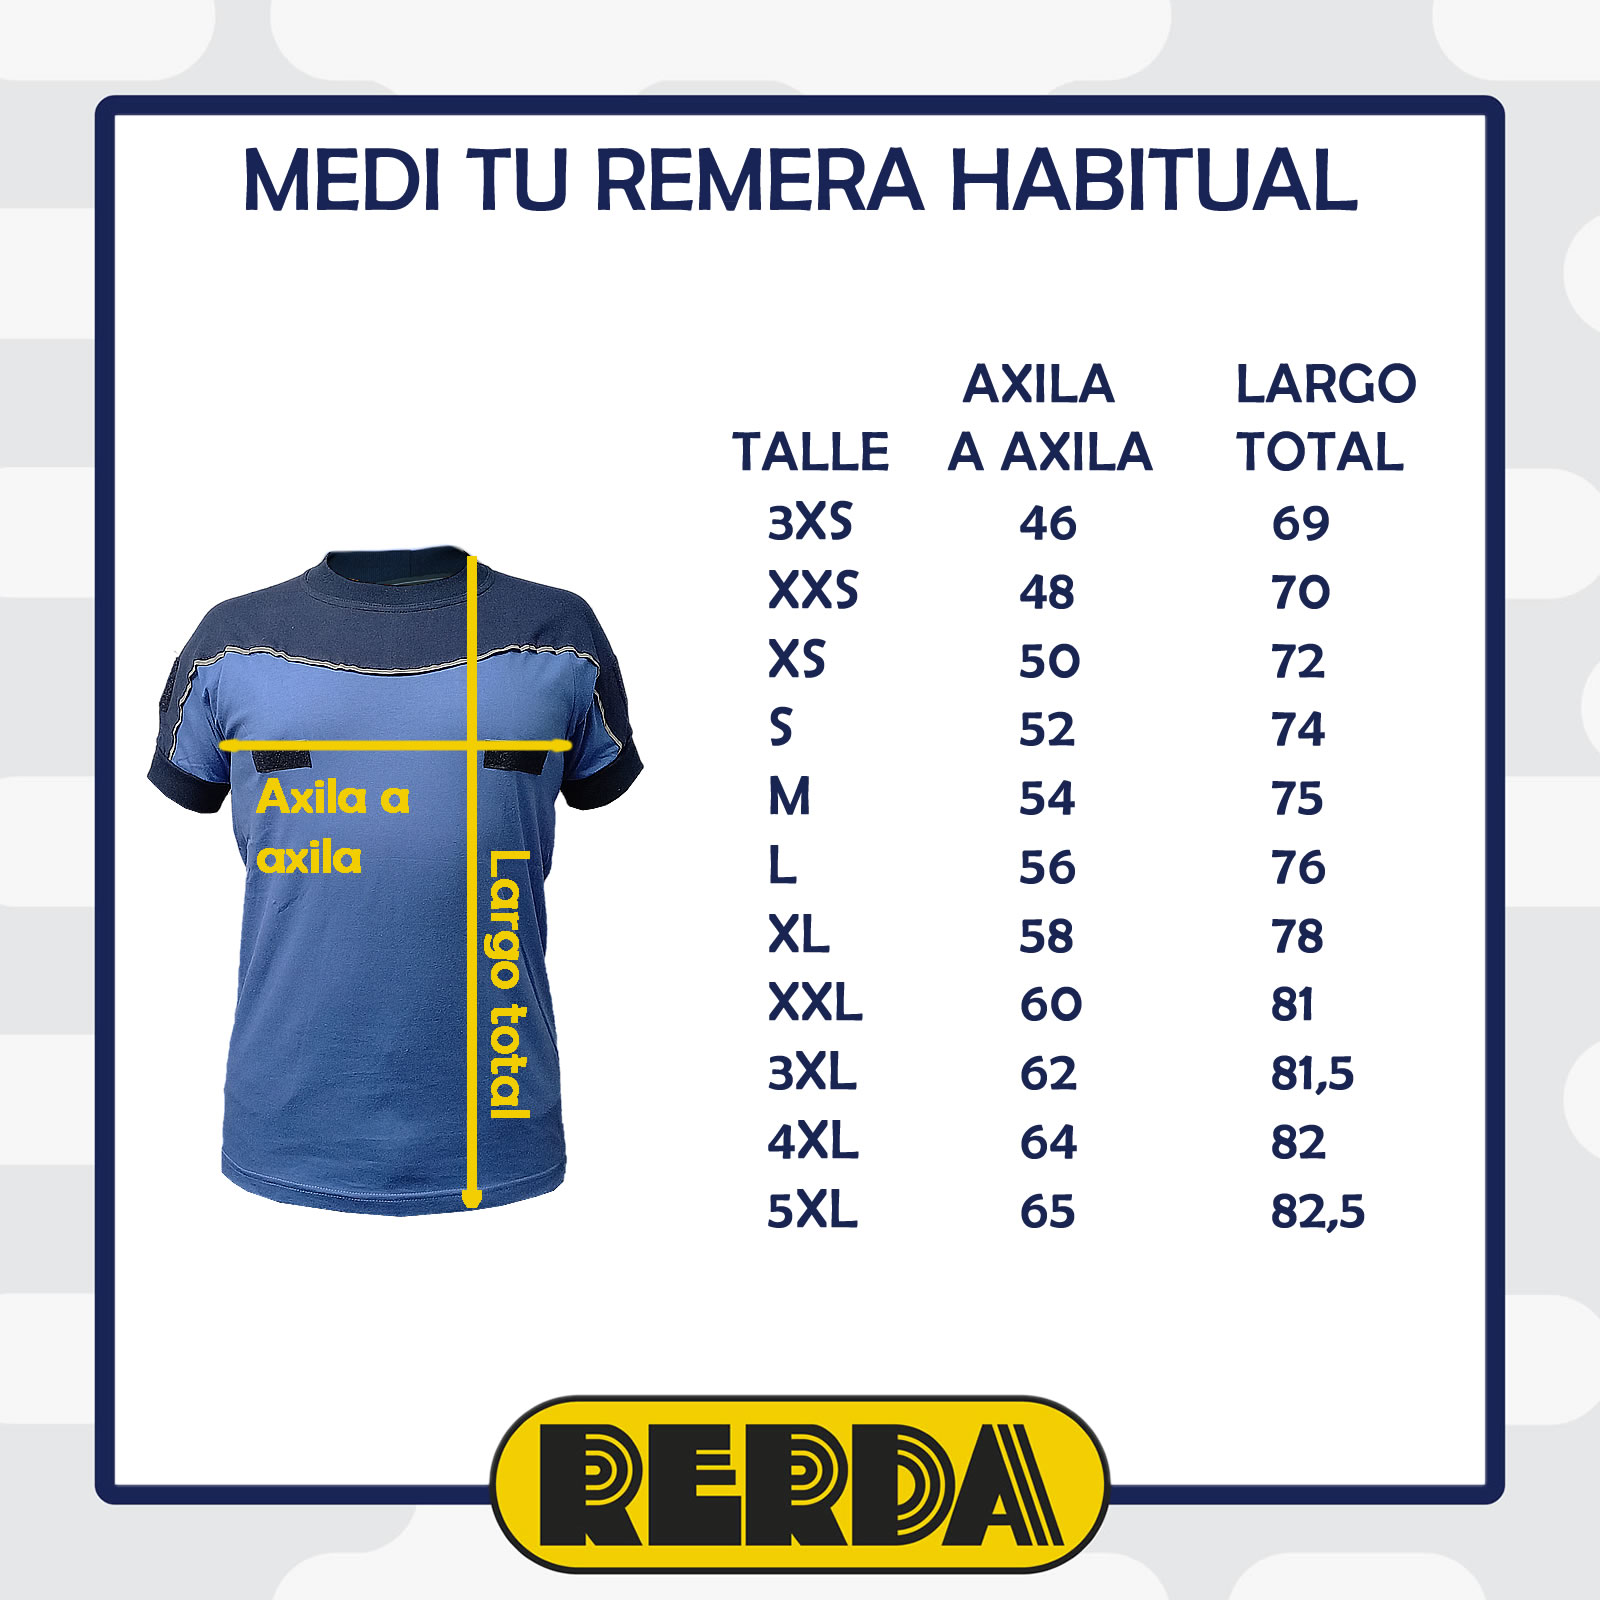 MEDI TU REMERA HABITUAL
AXILA LARGO
TALLE A AXILA TOTAL
3XS 46 69
XXS 48 70
XS 50 72
S 52 74
M 54 75
L 56 76
XL 58 78
XXL 60 81
3XL 62 81,5
4XL 64 82
5XL 65 82,5
Axila a
axila
Largo total
RERDA